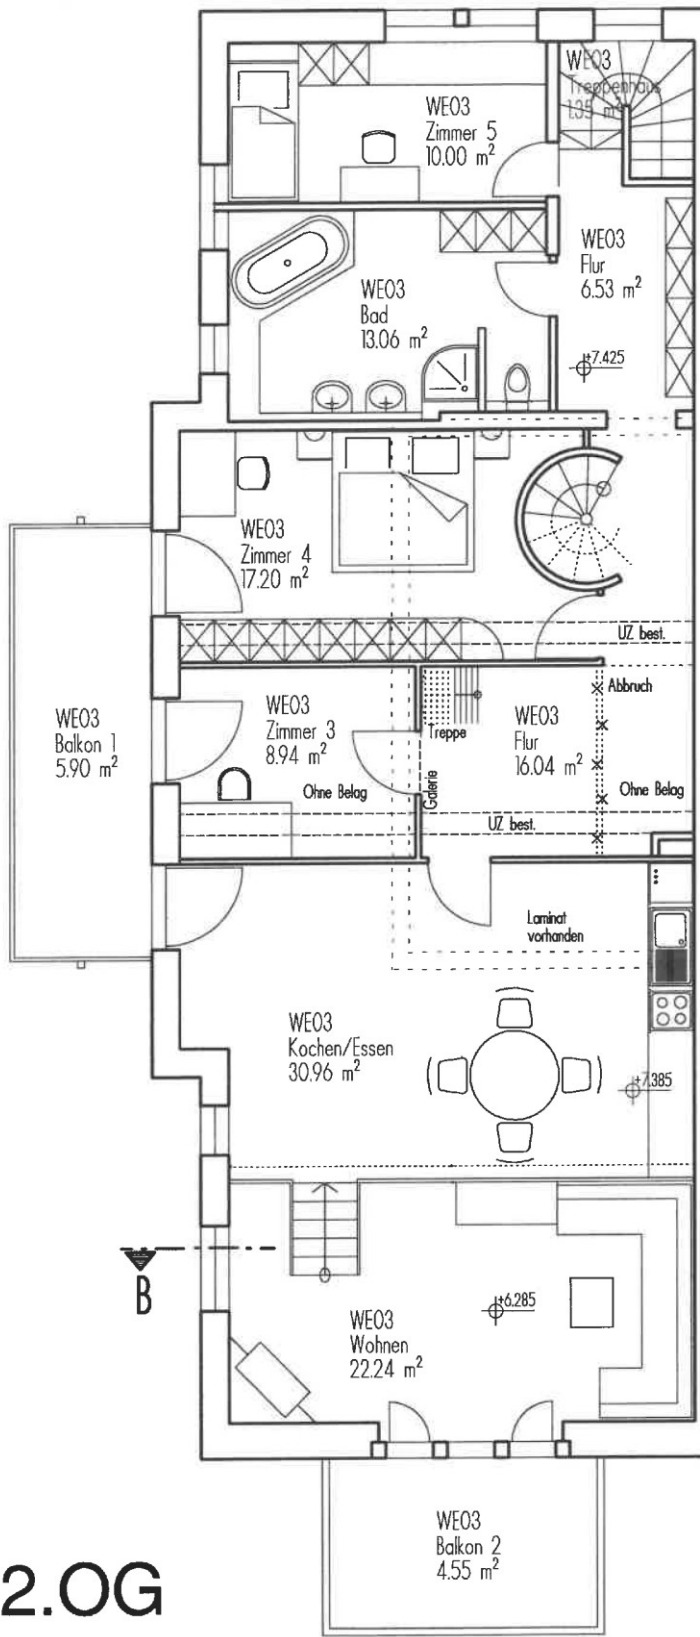 WE03
Treppenhaus
1.35 m²
WE03
Zimmer 5
10.00 m²
WE03
Flur
6.53 m²
WE03
Bad
13.06 m²
+7.425
WE03
Zimmer 4
17.20 m²
UZ best.
WE03
Balkon 1
5.90 m²
WE03
Zimmer 3
8.94 m²
Ohne Belag
Treppe
Galerie
WE03
Flur
16.04 m²
Abbruch
Ohne Belag
UZ best.
Laminat
vorhanden
WE03
Kochen/Essen
30.96 m²
+7.385
B
+6.285
WE03
Wohnen
22.24 m²
WE03
Balkon 2
4.55 m²
2.OG